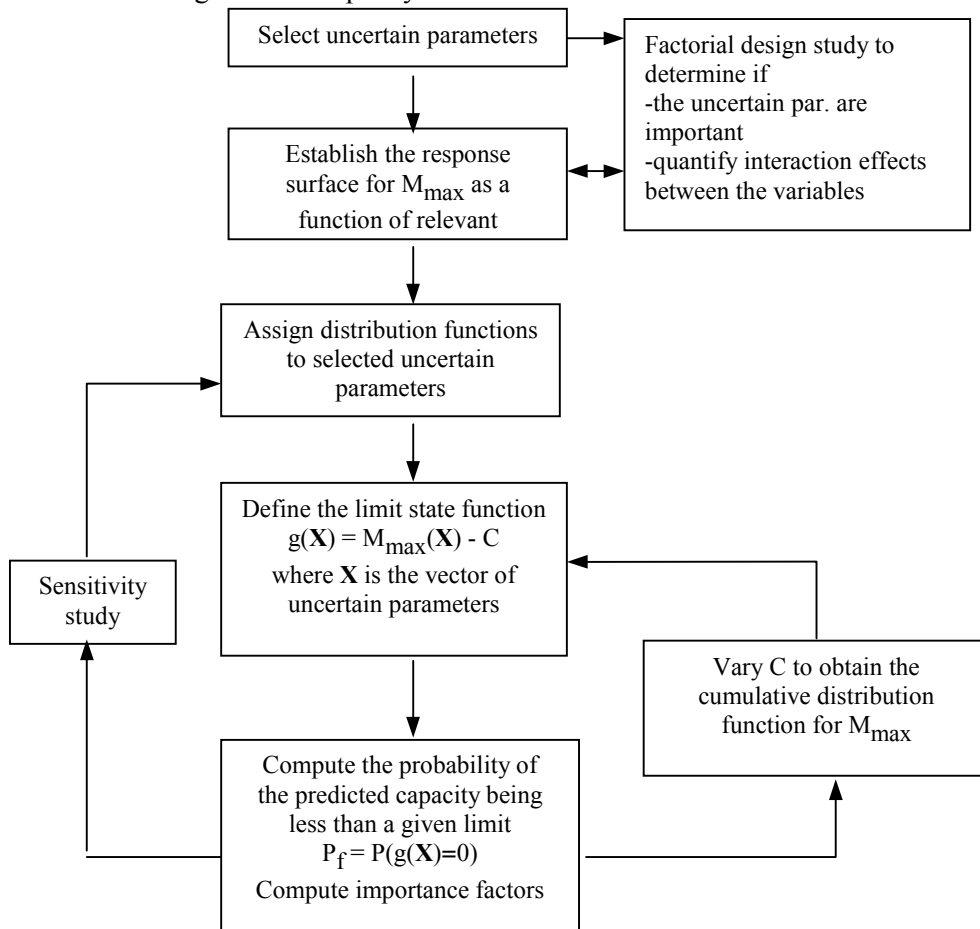 Select uncertain parameters
Factorial design study to
determine if
-the uncertain par. are
important
-quantify interaction effects
between the variables
Establish the response
surface for Mmax as a
function of relevant
Assign distribution functions
to selected uncertain
parameters
Define the limit state function
g(X) = Mmax(X) - C
where X is the vector of
uncertain parameters
Sensitivity
study
Vary C to obtain the
cumulative distribution
function for Mmax
Compute the probability of
the predicted capacity being
less than a given limit
Pf = P(g(X)=0)
Compute importance factors